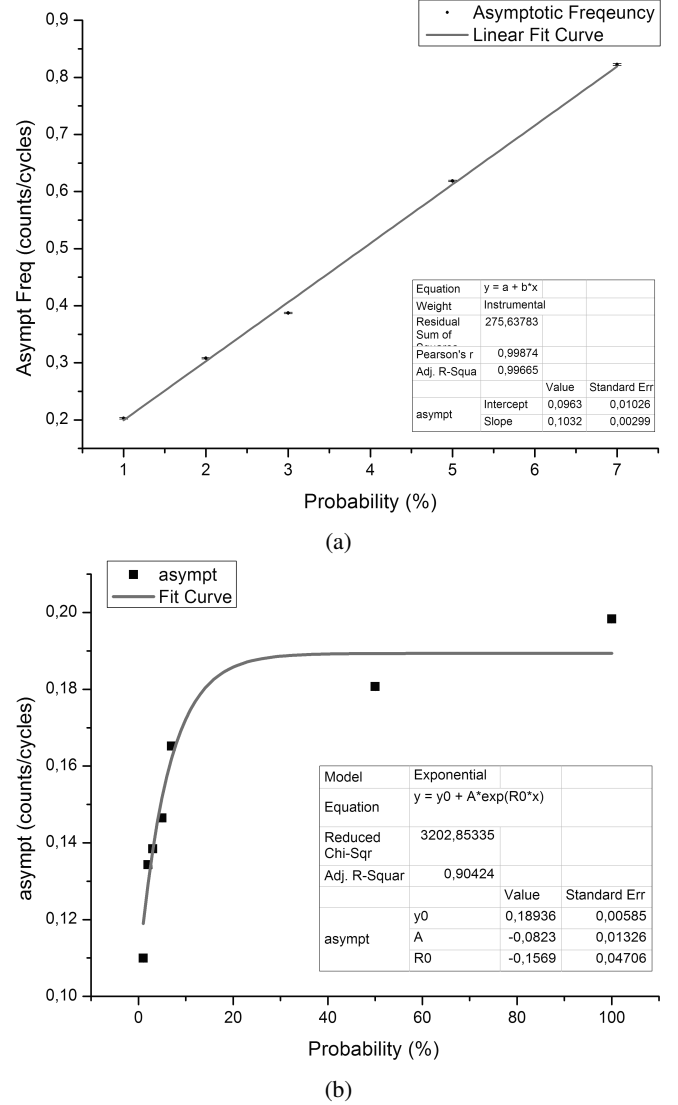 Asymptotic Freqeuncy
Linear Fit Curve
0,9
0,8
0,7
0,6
0,5
0,4
0,3
0,2
Asympt Freq (counts/cycles)
Equation y = a + b*x
Weight Instrumental
Residual 275,63783
Sum of
Pearson's r 0,99874
Adj. R-Squa 0,99665
Value Standard Err
asympt Intercept 0,0963 0,01026
Slope 0,1032 0,00299
1 2 3 4 5 6 7
Probability (%)
(a)
asympt
Fit Curve
0,20
0,18
0,16
0,14
0,12
0,10
asympt (counts/cycles)
Model Exponential
Equation y = y0 + A*exp(R0*x)
Reduced 3202,85335
Chi-Sqr
Adj. R-Squar 0,90424
Value Standard Err
asympt y0 0,18936 0,00585
A -0,0823 0,01326
R0 -0,1569 0,04706
0 20 40 60 80 100
Probability (%)
(b)